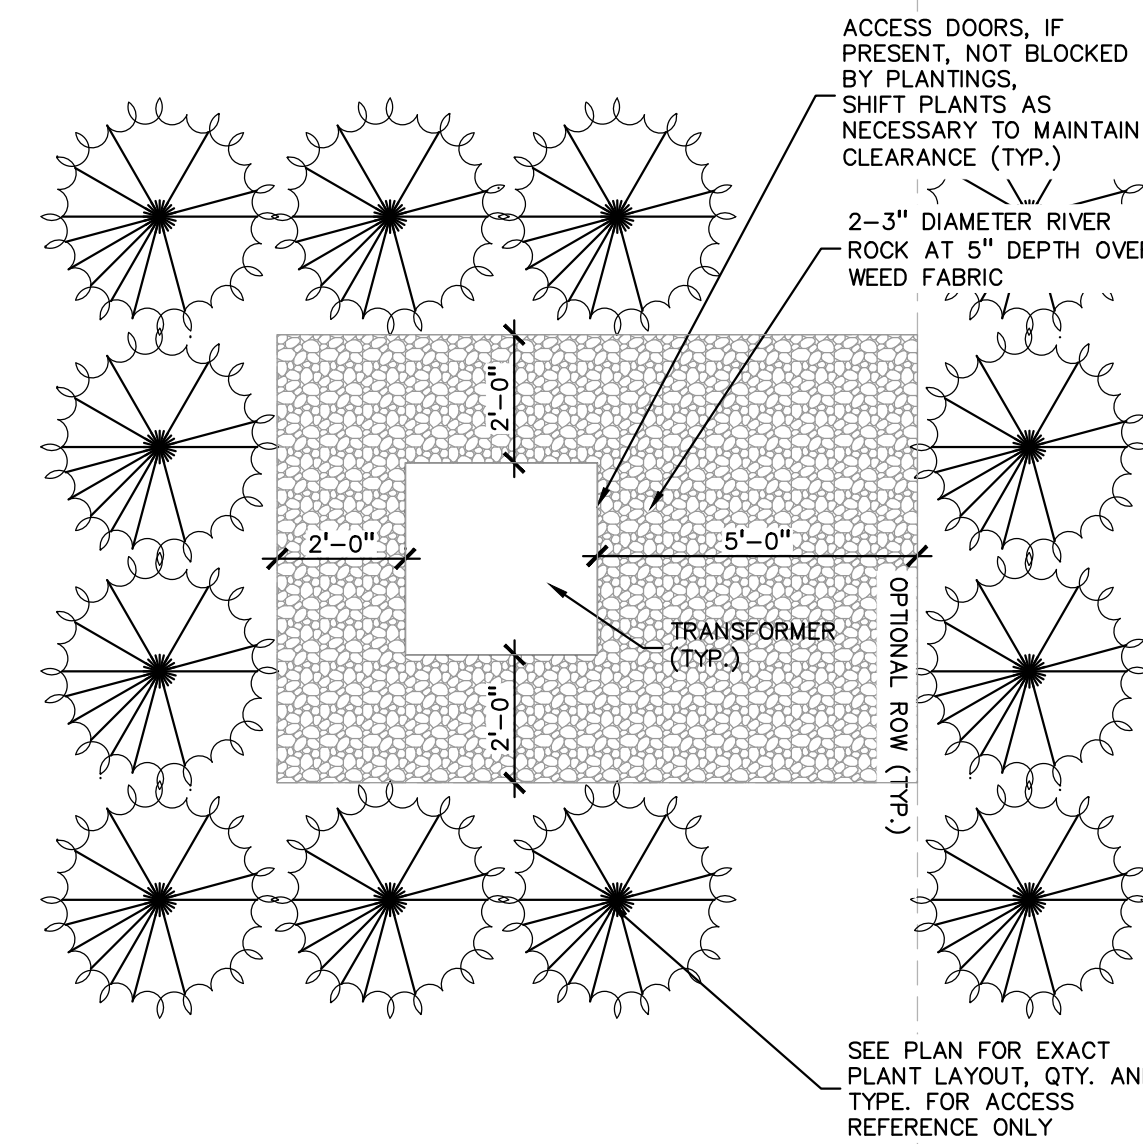 ACCESS DOORS, IF
PRESENT, NOT BLOCKED
BY PLANTINGS,
SHIFT PLANTS AS
NECESSARY TO MAINTAIN
CLEARANCE (TYP.)
2-3" DIAMETER RIVER
ROCK AT 5" DEPTH OVE
WEED FABRIC
2'-0"
2'-0"
5'-0"
OPTIONAL ROW (TYP.)
TRANSFORMER
(TYP.)
2'-0"
SEE PLAN FOR EXACT
PLANT LAYOUT, QTY. AN
TYPE. FOR ACCESS
REFERENCE ONLY